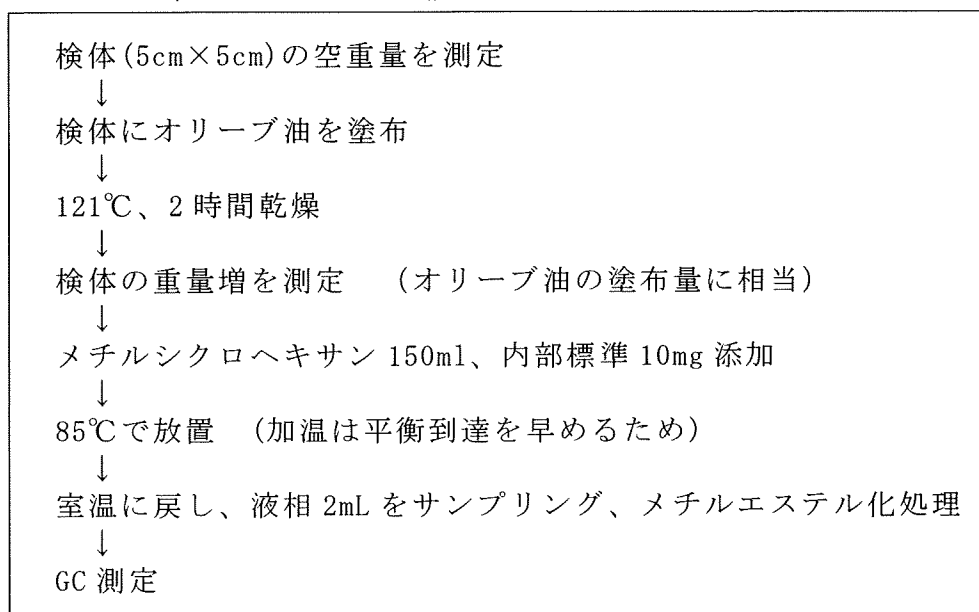 検体(5cm×5cm)の空重量を測定
↓
検体にオリーブ油を塗布
↓
121℃、2時間乾燥
↓
検体の重量増を測定　(オリーブ油の塗布量に相当)
↓
メチルシクロヘキサン150ml、内部標準10mg添加
↓
85℃で放置　(加温は平衡到達を早めるため)
↓
室温に戻し、液相2mLをサンプリング、メチルエステル化処理
↓
GC測定